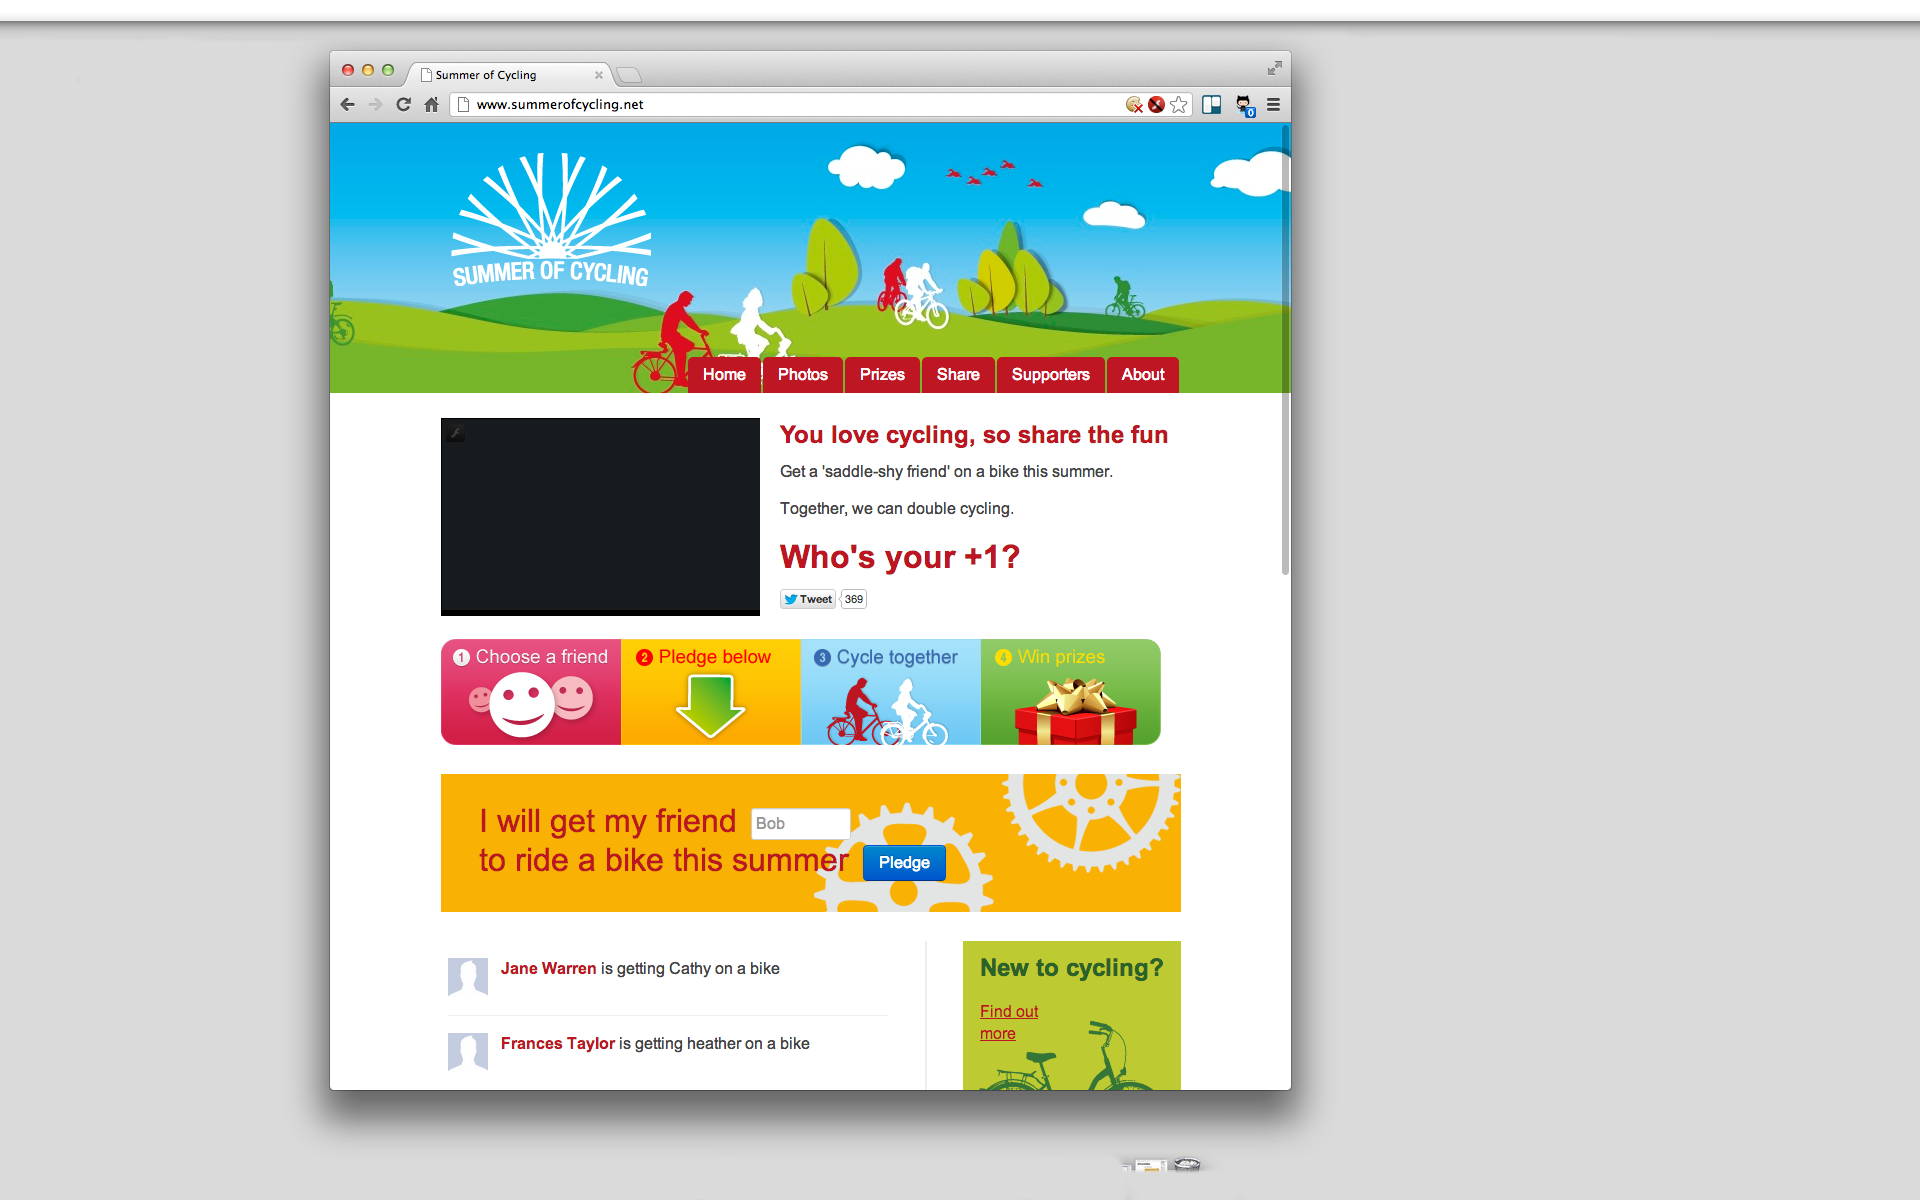 Summer of Cycling
www.summerofcycling.net
0
SUMMER OF CYCLING
Home Photos Prizes Share Supporters About
You love cycling, so share the fun
Get a 'saddle-shy friend' on a bike this summer.
Together, we can double cycling.
Who's your +1?
Tweet 369
1 Choose a friend
2 Pledge below
3 Cycle together
4 Win prizes
I will get my friend Bob
to ride a bike this summer Pledge
Jane Warren is getting Cathy on a bike
Frances Taylor is getting heather on a bike
New to cycling?
Find out
more